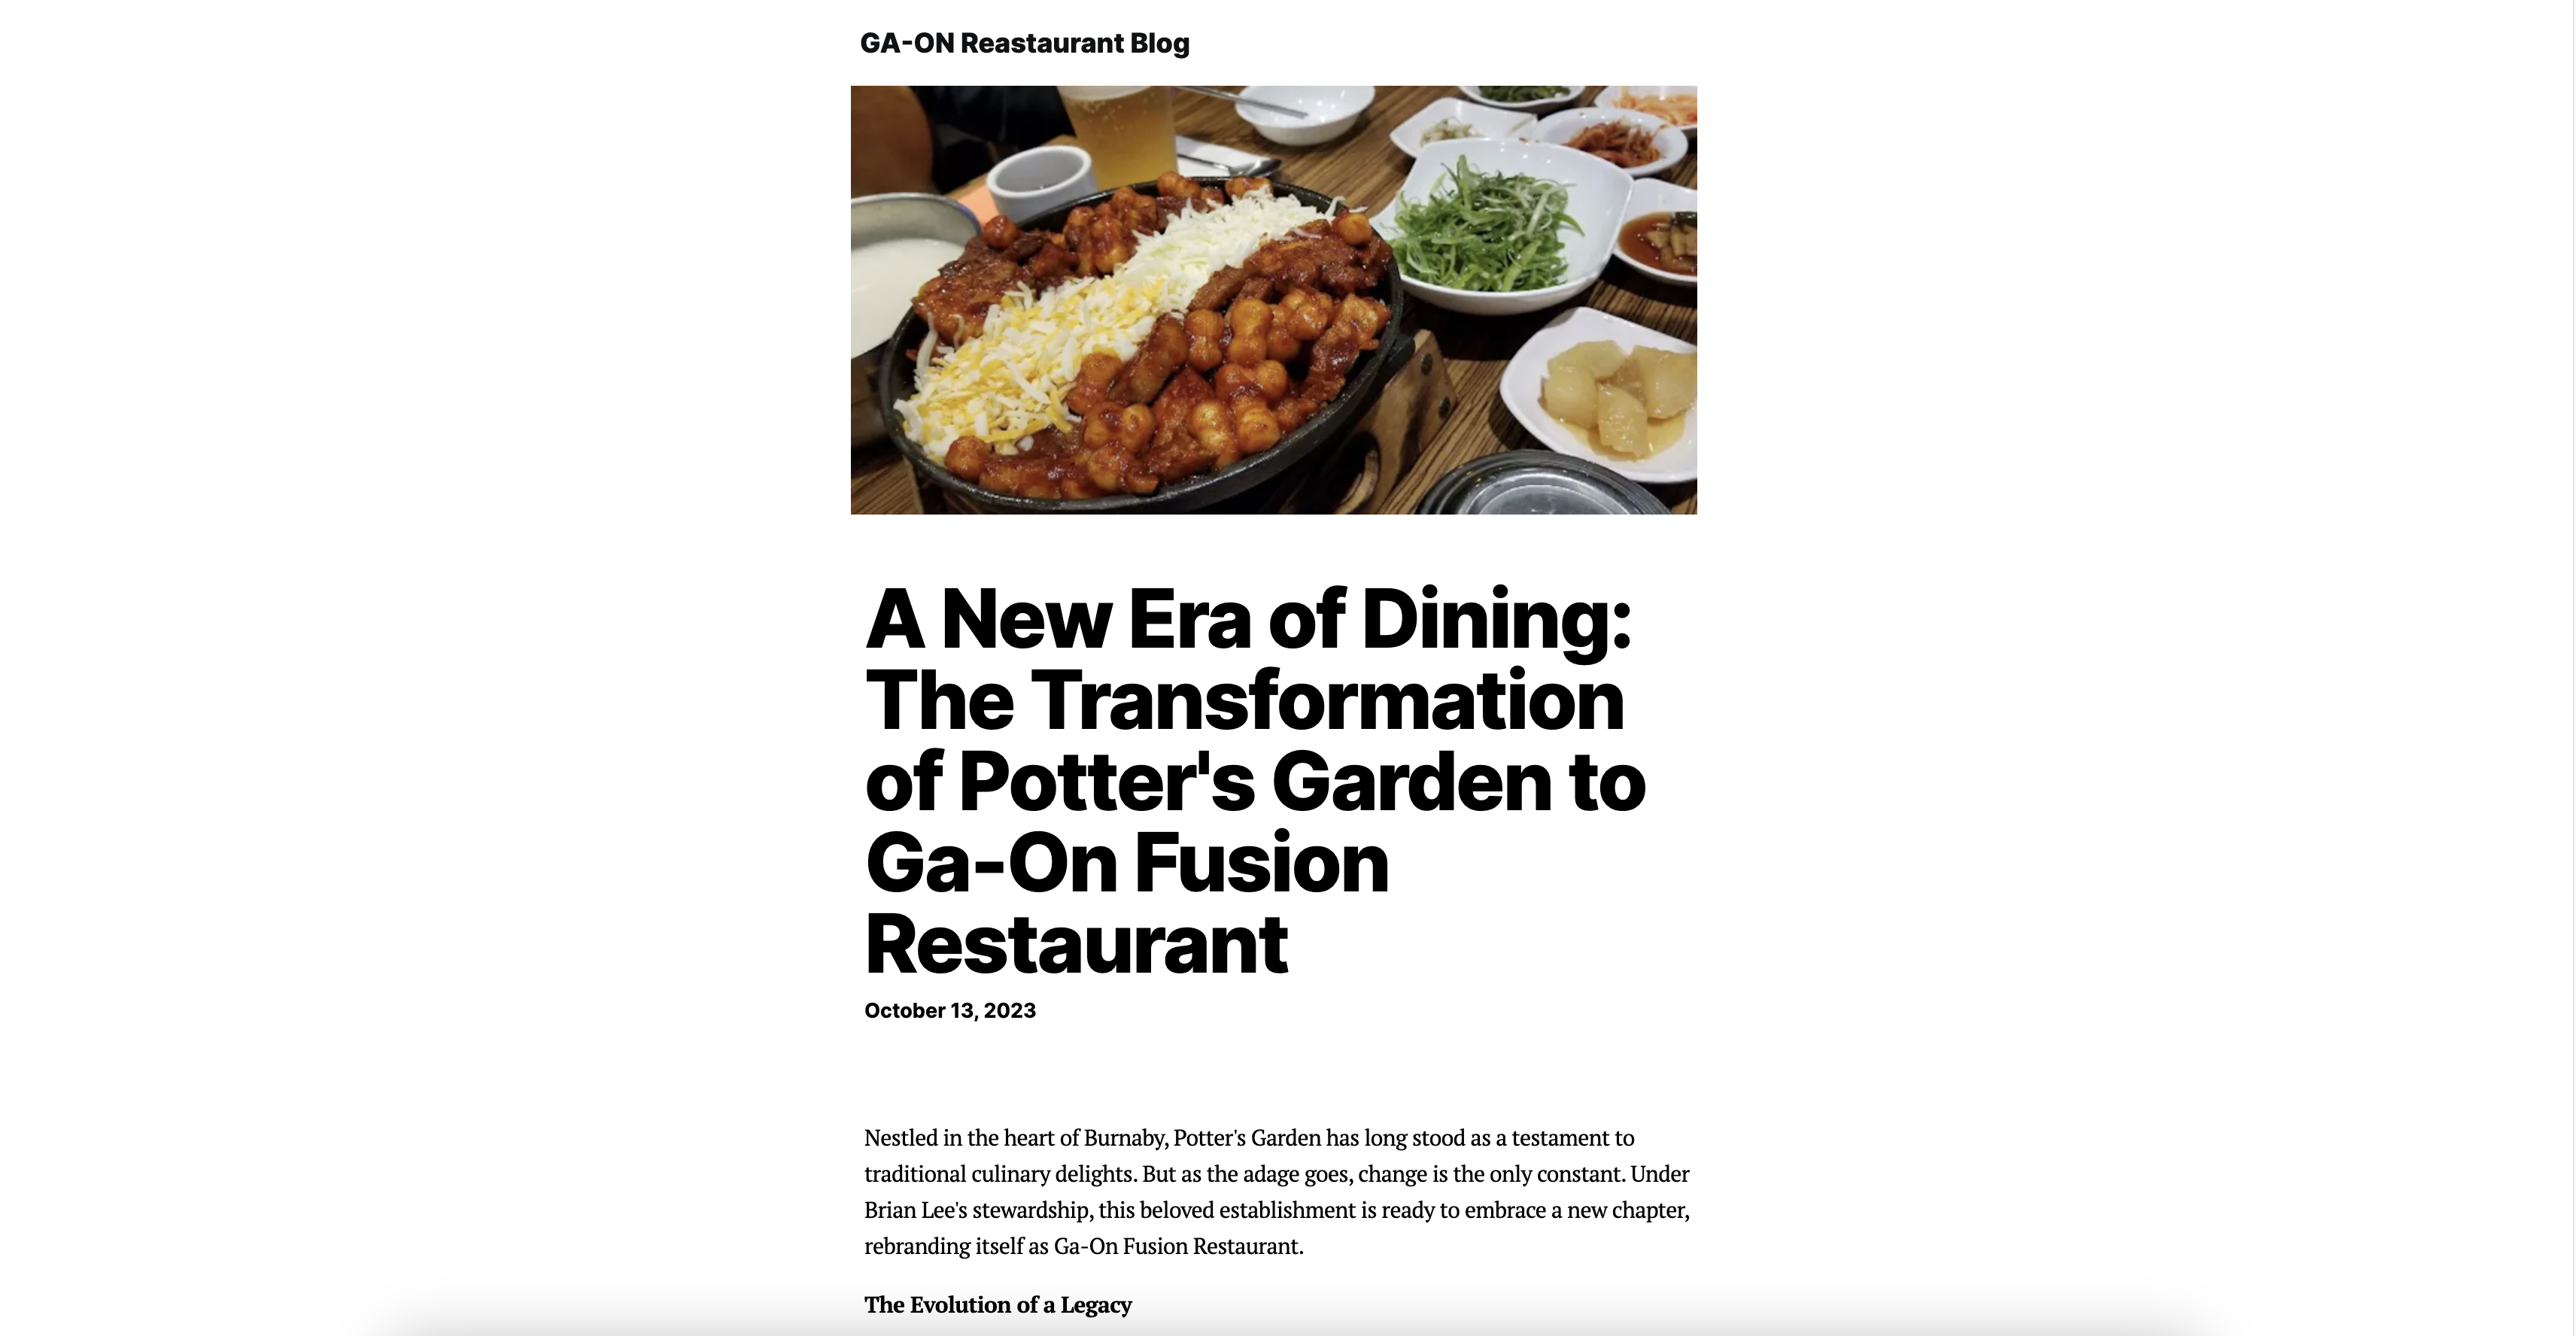 GA-ON Reastaurant Blog
A New Era of Dining:
The Transformation
of Potter's Garden to
Ga-On Fusion
Restaurant
October 13, 2023
Nestled in the heart of Burnaby, Potter's Garden has long stood as a testament to
traditional culinary delights. But as the adage goes, change is the only constant. Under
Brian Lee's stewardship, this beloved establishment is ready to embrace a new chapter,
rebranding itself as Ga-On Fusion Restaurant.
The Evolution of a Legacy